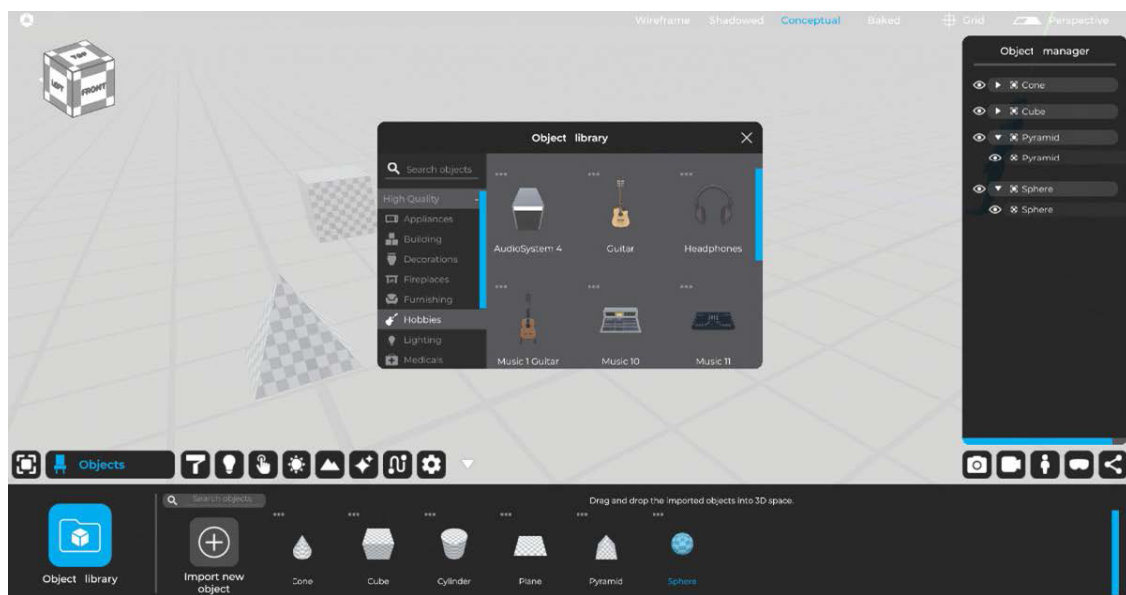 Wireframe Shadowed Conceptual Baked Grid Perspective
TOP
LEFT FRONT
Object manager
Cone
Cube
Pyramid
Pyramid
Sphere
Sphere
Object library
Search objects
High Quality -
Appliances
Building
Decorations
Fireplaces
Furnishing
Hobbies
Lighting
Medicals
AudioSystem 4 Guitar Headphones
Music 1 Guitar Music 10 Music 11
Objects
Search objects
Drag and drop the imported objects into 3D space.
Object library
Import new
object
Cone Cube Cylinder Plane Pyramid Sphere